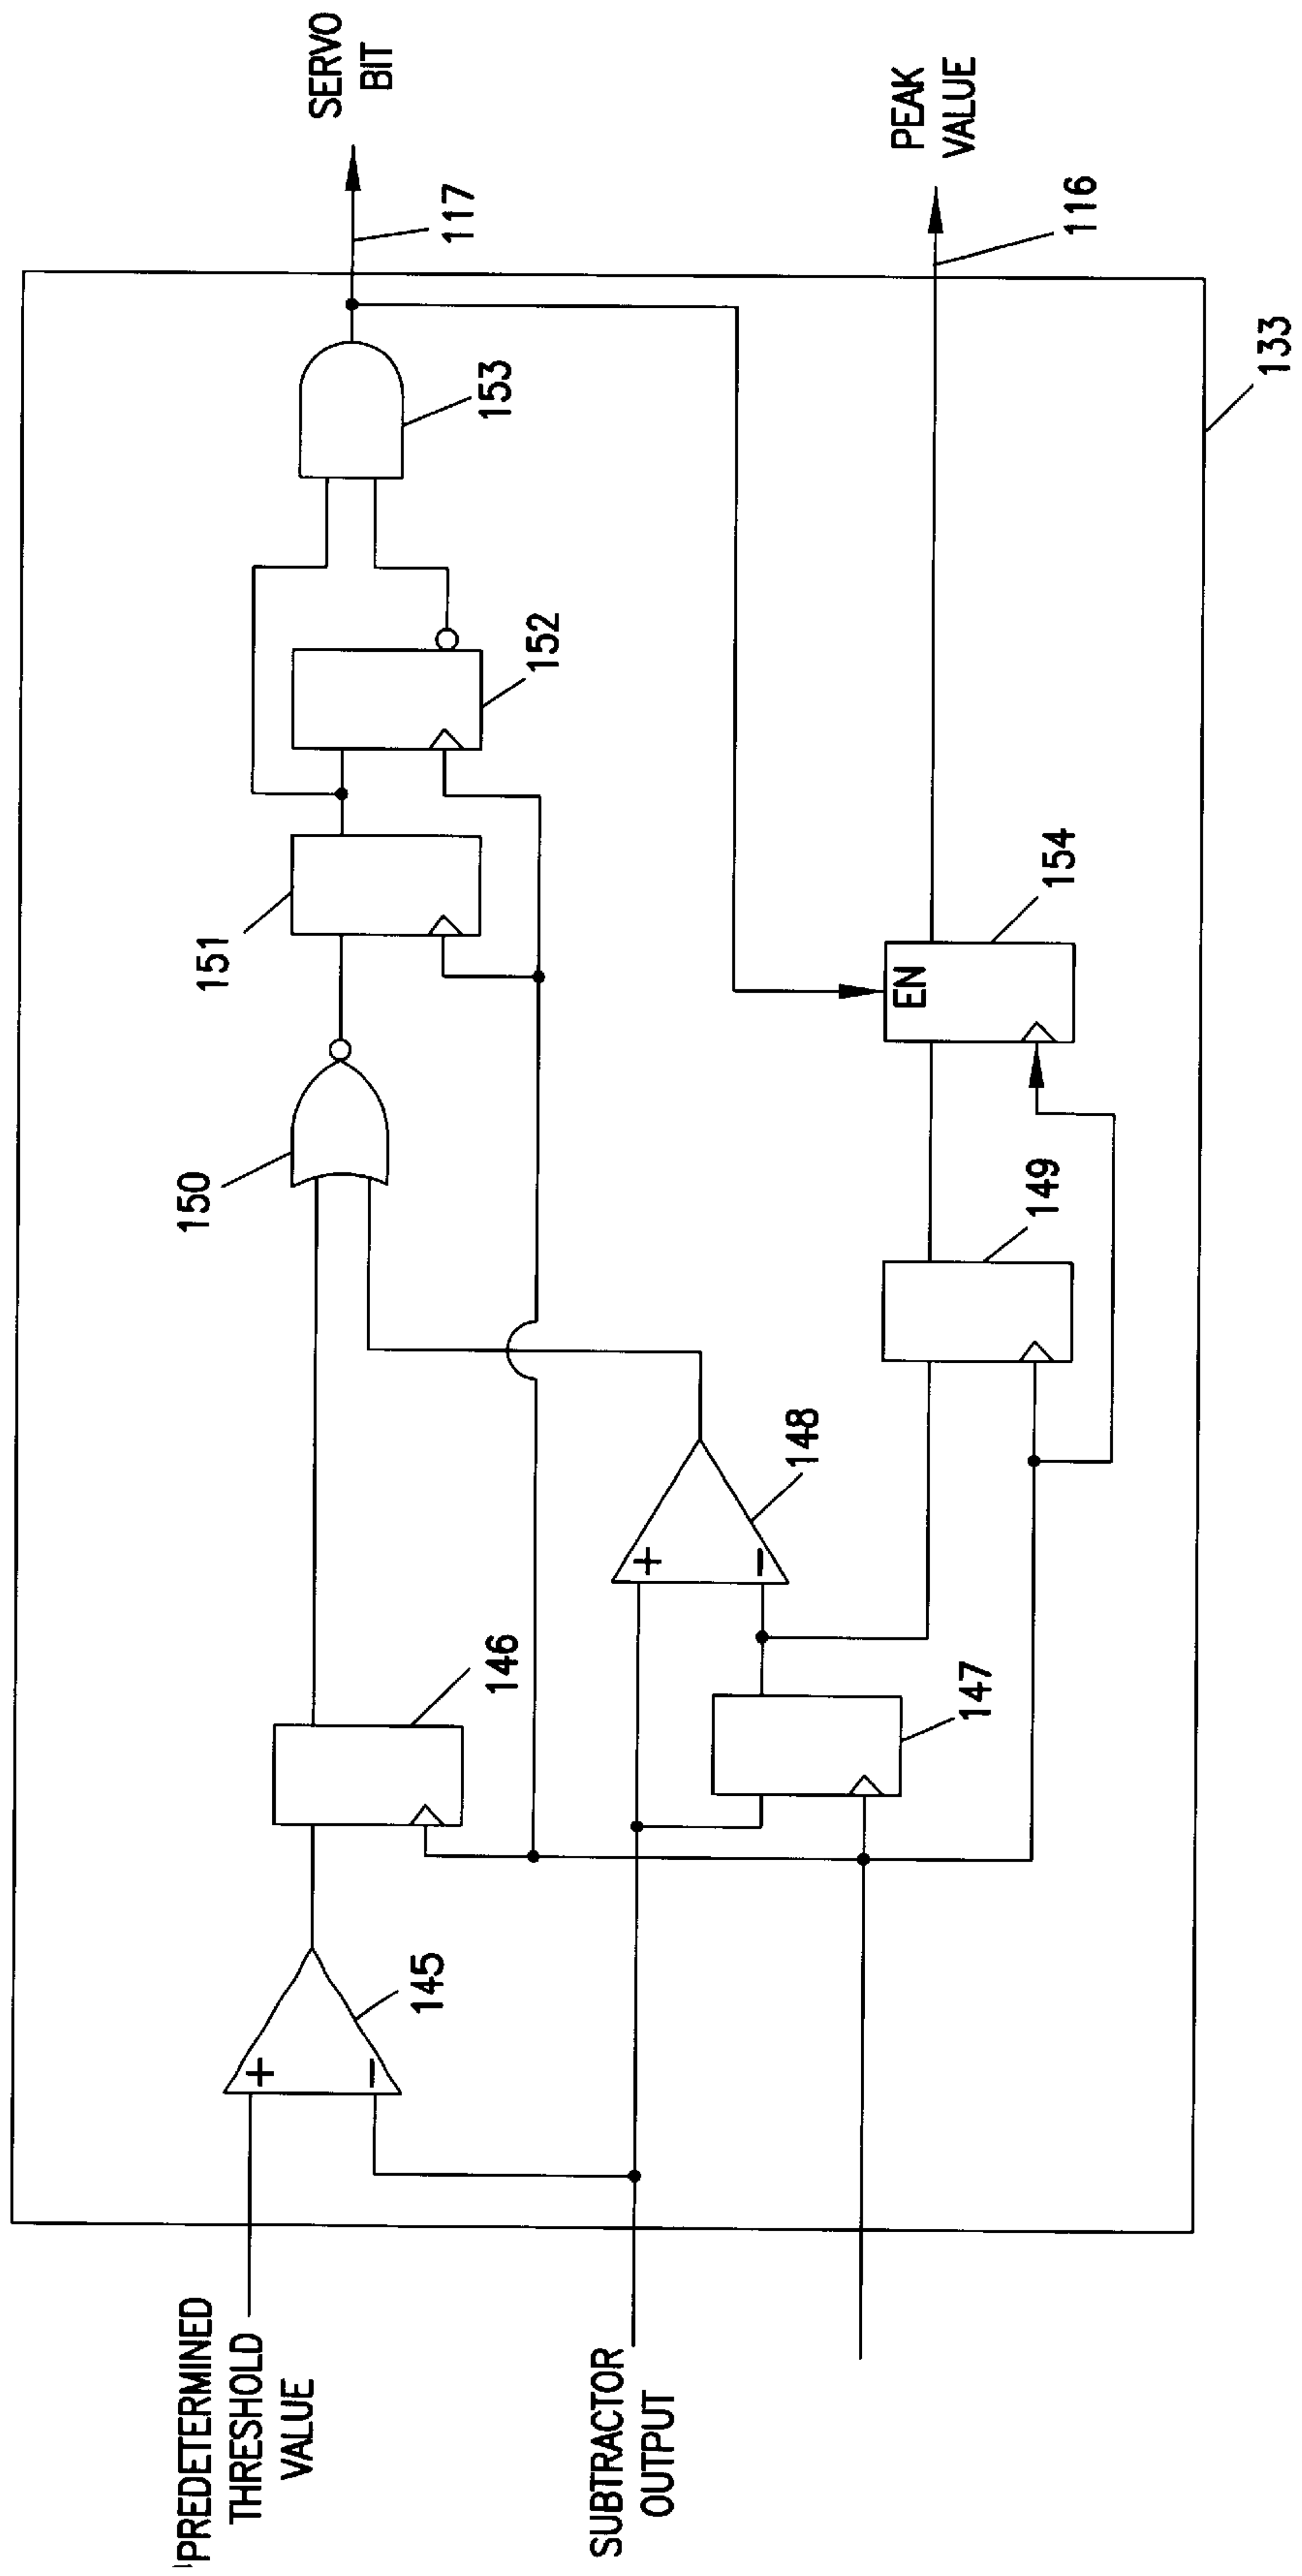 PREDETERMINED
THRESHOLD
VALUE
SUBTRACTOR
OUTPUT
+
−
145
146
147
+
−
148
149
150
151
152
153
EN
154
SERVO
BIT
117
PEAK
VALUE
116
133